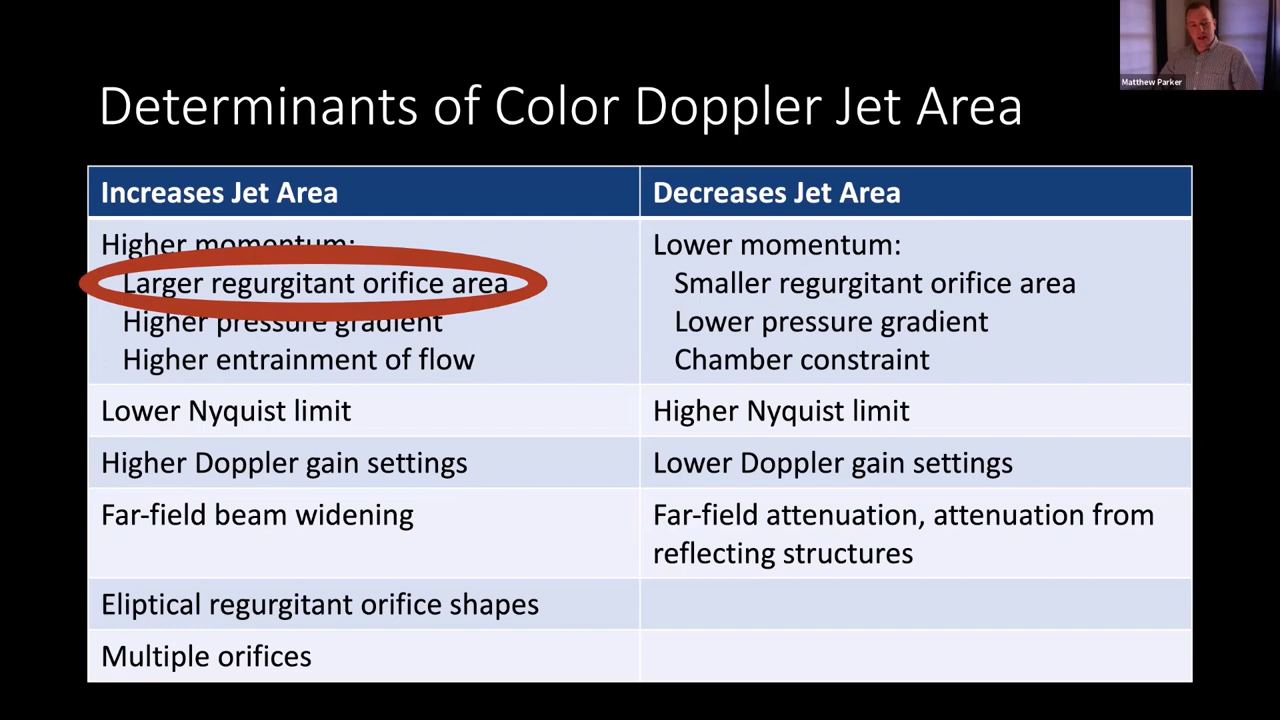 Matthew Parker
Determinants of Color Doppler Jet Area
Increases Jet Area
Decreases Jet Area
Higher momentum:
Larger regurgitant orifice area
Higher pressure gradient
Higher entrainment of flow
Lower momentum:
Smaller regurgitant orifice area
Lower pressure gradient
Chamber constraint
Lower Nyquist limit
Higher Nyquist limit
Higher Doppler gain settings
Lower Doppler gain settings
Far-field beam widening
Far-field attenuation, attenuation from
reflecting structures
Eliptical regurgitant orifice shapes
Multiple orifices